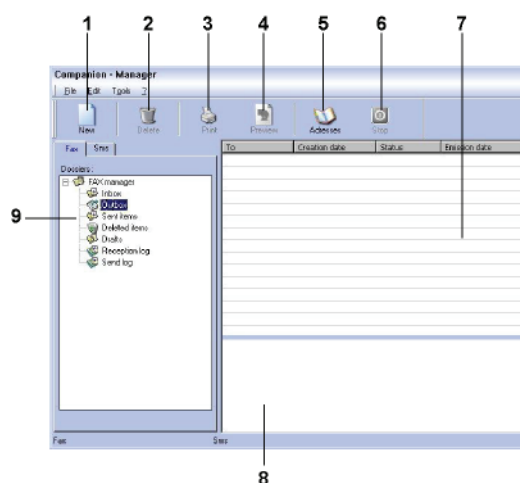 1 2 3 4 5 6 7
Companion - Manager
File Edit Tools ?
New Delete Print Preview Adresses Stop
Fax Sms
To Creation date Status Emission date
Dossiers:
FAX manager
Inbox
Outbox
Sent items
9
Deleted items
Drafts
Reception log
Send log
Fax Sms
8